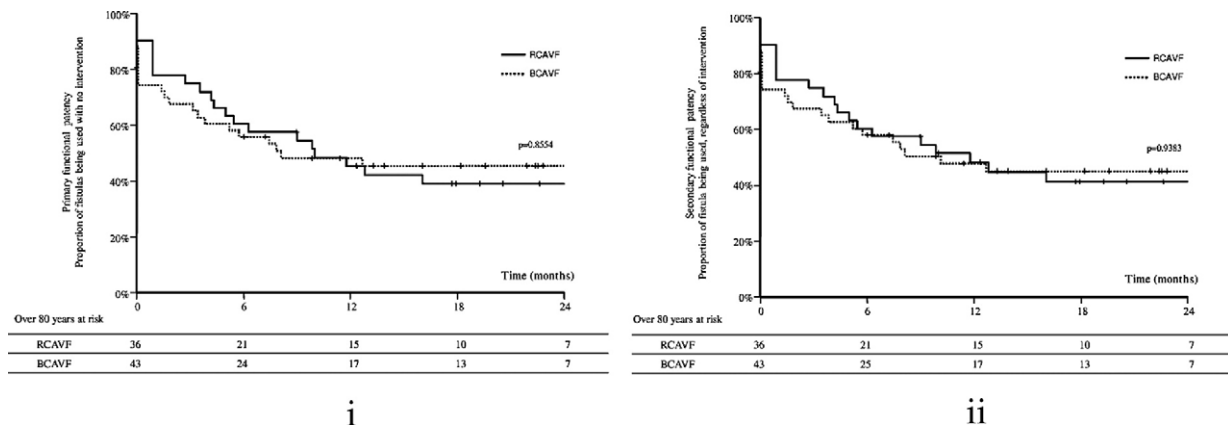 100%
80%
60%
40%
20%
0%
Primary functional patency
Proportion of fistulas being used with no intervention
RCAVF
BCAVF
p=0.8554
Time (months)
0 6 12 18 24
Over 80 years at risk
RCAVF 36 21 15 10 7
BCAVF 43 24 17 13 7
i
100%
80%
60%
40%
20%
0%
Secondary functional patency
Proportion of fistula being used, regardless of intervention
RCAVF
BCAVF
p=0.9383
Time (months)
0 6 12 18 24
Over 80 years at risk
RCAVF 36 21 15 10 7
BCAVF 43 25 17 13 7
ii